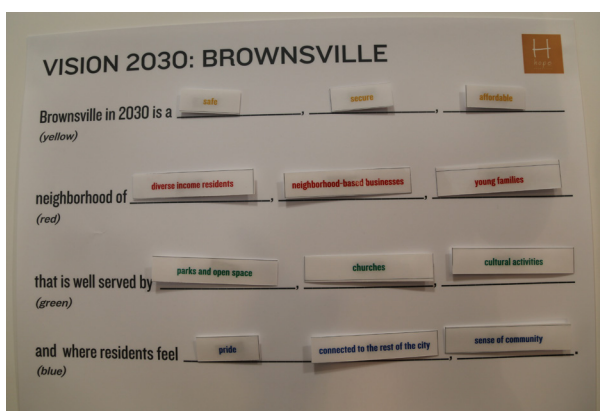 VISION 2030: BROWNSVILLE
H
Brownsville in 2030 is a safe, secure, affordable
(yellow)
neighborhood of diverse income residents, neighborhood-based businesses, young families
(red)
that is well served by parks and open space, churches, cultural activities
(green)
and where residents feel pride, connected to the rest of the city, sense of community.
(blue)